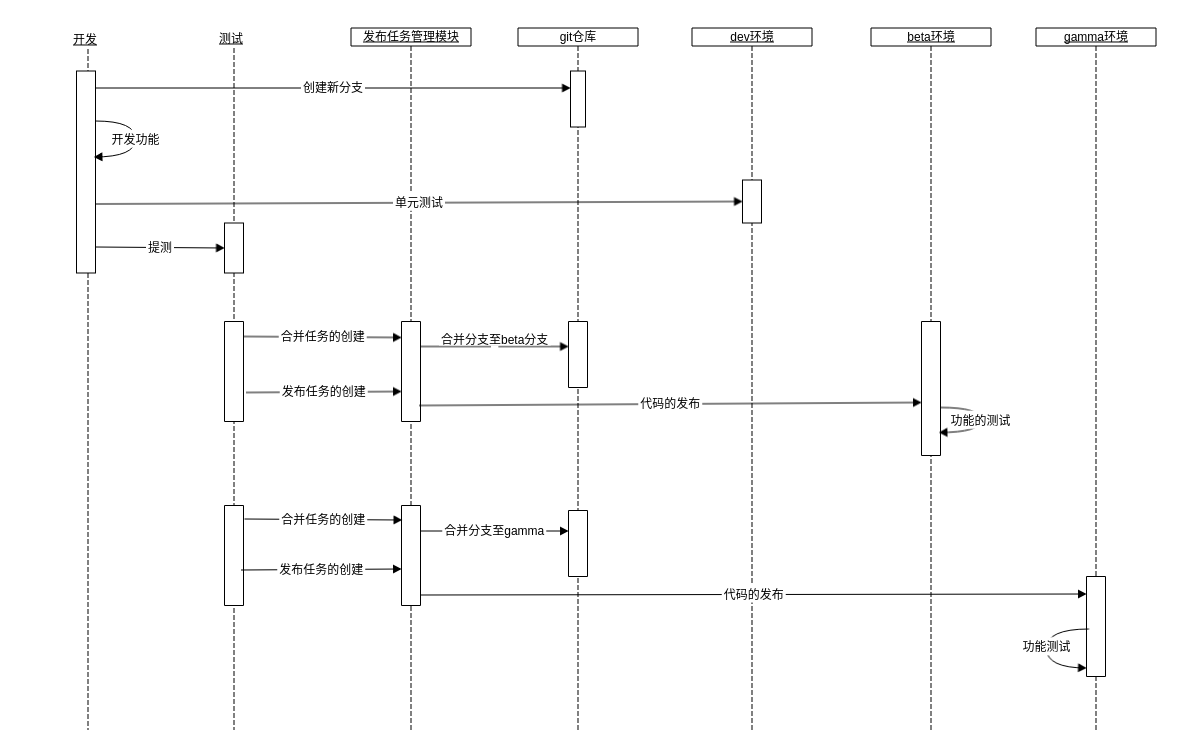 开发
测试
发布任务管理模块
git仓库
dev环境
beta环境
gamma环境
创建新分支
开发功能
单元测试
提测
合并任务的创建
合并分支至beta分支
发布任务的创建
代码的发布
功能的测试
合并任务的创建
合并分支至gamma
发布任务的创建
代码的发布
功能测试